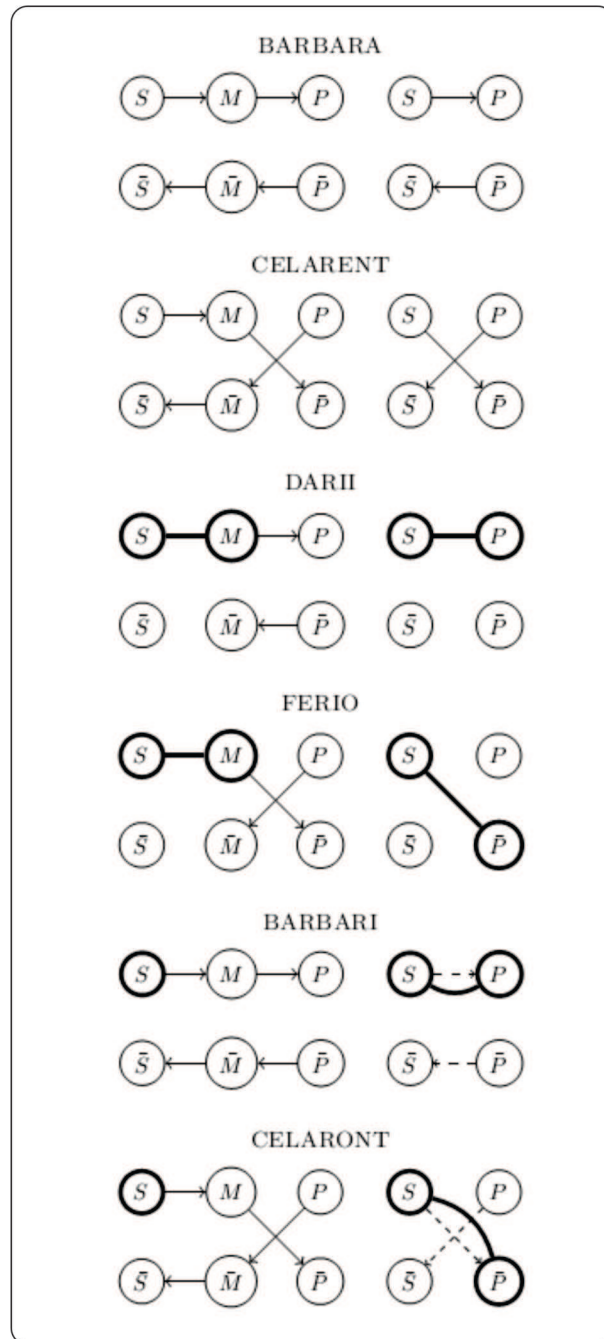 BARBARA
S M P S P
S̄ M̄ P̄ S̄ P̄
CELARENT
S M P S P
S̄ M̄ P̄ S̄ P̄
DARII
S M P S P
S̄ M̄ P̄ S̄ P̄
FERIO
S M P S P
S̄ M̄ P̄ S̄ P̄
BARBARI
S M P S P
S̄ M̄ P̄ S̄ P̄
CELARONT
S M P S P
S̄ M̄ P̄ S̄ P̄